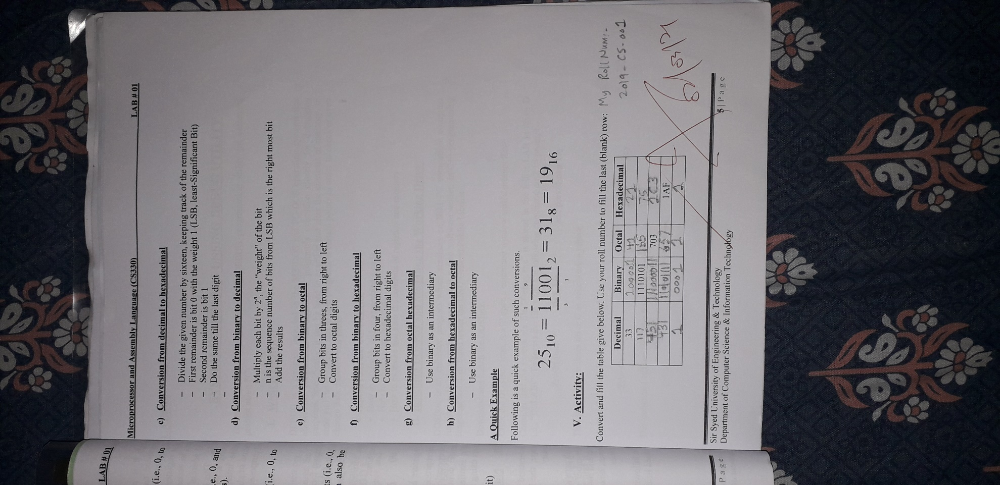 LAB # 01
(i.e., 0, to
.e., 0, and
s).
i.e., 0, to
ts (i.e., 0,
also be
it)
Page
Microprocessor and Assembly Language (CS330) LAB # 01
c) Conversion from decimal to hexadecimal
– Divide the given number by sixteen, keeping track of the remainder
– First remainder is bit 0 with the weight 1 (LSB, least-Significant Bit)
– Second remainder is bit 1
– Do the same till the last digit
–
d) Conversion from binary to decimal
– Multiply each bit by 2ⁿ, the “weight” of the bit
– n is the sequence number of bits from LSB which is the right most bit
– Add the results
e) Conversion from binary to octal
– Group bits in threes, from right to left
– Convert to octal digits
f) Conversion from binary to hexadecimal
– Group bits in four, from right to left
– Convert to hexadecimal digits
g) Conversion from octal hexadecimal
– Use binary as an intermediary
h) Conversion from hexadecimal to octal
– Use binary as an intermediary
A Quick Example
Following is a quick example of such conversions.
1 9
25₁₀ = 11001₂ = 31₈ = 19₁₆
3 1
V. Activity:
Convert and fill the table give below. Use your roll number to fill the last (blank) row: My Roll Num:-
2019-CS-001
Decimal Binary Octal Hexadecimal
33 100001 41 21
117 1110101 165 75
451 111000011 703 1C3
431 110101111 657 1AF
1 0001 1 1
Sir Syed University of Engineering & Technology 5 | Page
Department of Computer Science & Information Technology